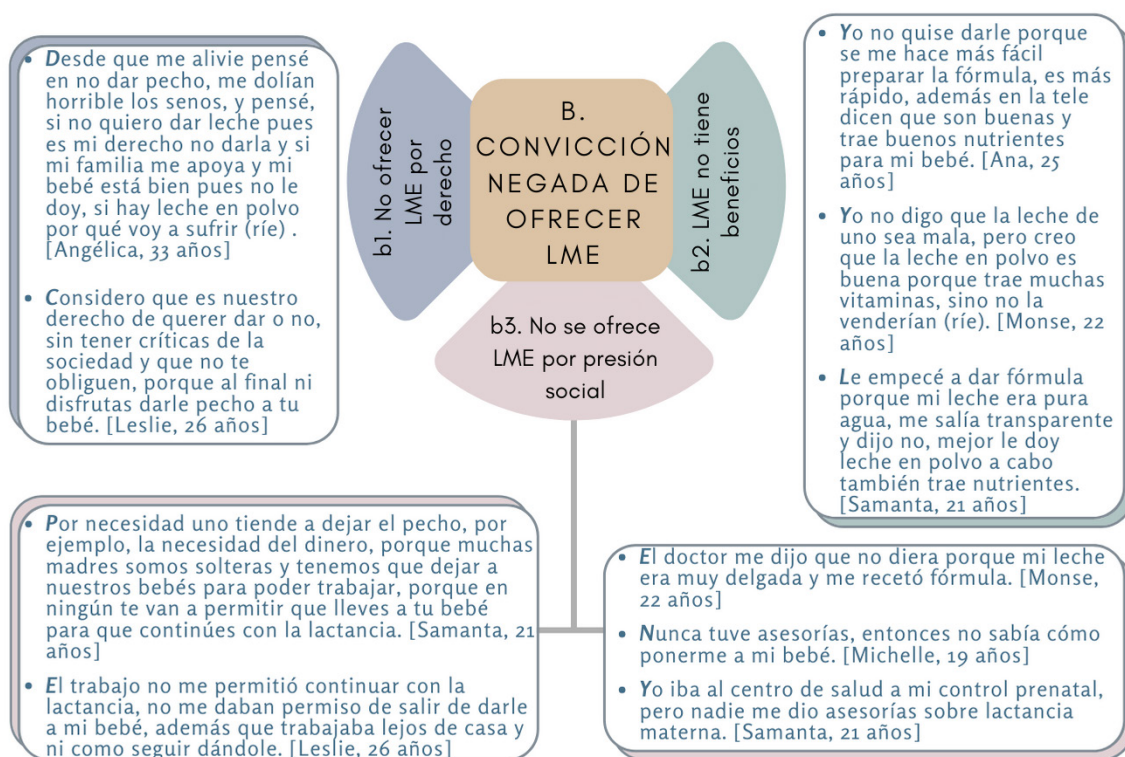 B.
CONVICCIÓN
NEGADA DE
OFRECER
LME
b1. No ofrecer
LME por
derecho
• Desde que me alivie pensé
en no dar pecho, me dolían
horrible los senos, y pensé,
si no quiero dar leche pues
es mi derecho no darla y si
mi familia me apoya y mi
bebé está bien pues no le
doy, si hay leche en polvo
por qué voy a sufrir (ríe) .
[Angélica, 33 años]
• Considero que es nuestro
derecho de querer dar o no,
sin tener críticas de la
sociedad y que no te
obliguen, porque al final ni
disfrutas darle pecho a tu
bebé. [Leslie, 26 años]
b2. LME no tiene
beneficios
• Yo no quise darle porque
se me hace más fácil
preparar la fórmula, es más
rápido, además en la tele
dicen que son buenas y
trae buenos nutrientes
para mi bebé. [Ana, 25
años]
• Yo no digo que la leche de
uno sea mala, pero creo
que la leche en polvo es
buena porque trae muchas
vitaminas, sino no la
venderían (ríe). [Monse, 22
años]
• Le empecé a dar fórmula
porque mi leche era pura
agua, me salía transparente
y dijo no, mejor le doy
leche en polvo a cabo
también trae nutrientes.
[Samanta, 21 años]
b3. No se ofrece
LME por presión
social
• Por necesidad uno tiende a dejar el pecho, por
ejemplo, la necesidad del dinero, porque muchas
madres somos solteras y tenemos que dejar a
nuestros bebés para poder trabajar, porque en
ningún te van a permitir que lleves a tu bebé
para que continúes con la lactancia. [Samanta, 21
años]
• El trabajo no me permitió continuar con la
lactancia, no me daban permiso de salir de darle
a mi bebé, además que trabajaba lejos de casa y
ni como seguir dándole. [Leslie, 26 años]
• El doctor me dijo que no diera porque mi leche
era muy delgada y me recetó fórmula. [Monse,
22 años]
• Nunca tuve asesorías, entonces no sabía cómo
ponerme a mi bebé. [Michelle, 19 años]
• Yo iba al centro de salud a mi control prenatal,
pero nadie me dio asesorías sobre lactancia
materna. [Samanta, 21 años]